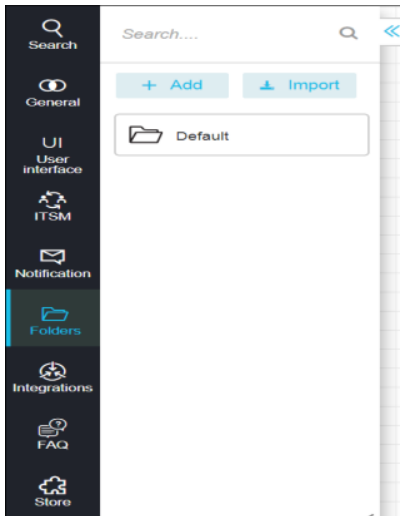 Search
General
UI
User
interface
ITSM
Notification
Folders
Integrations
FAQ
Store
Search....
+ Add
Import
Default